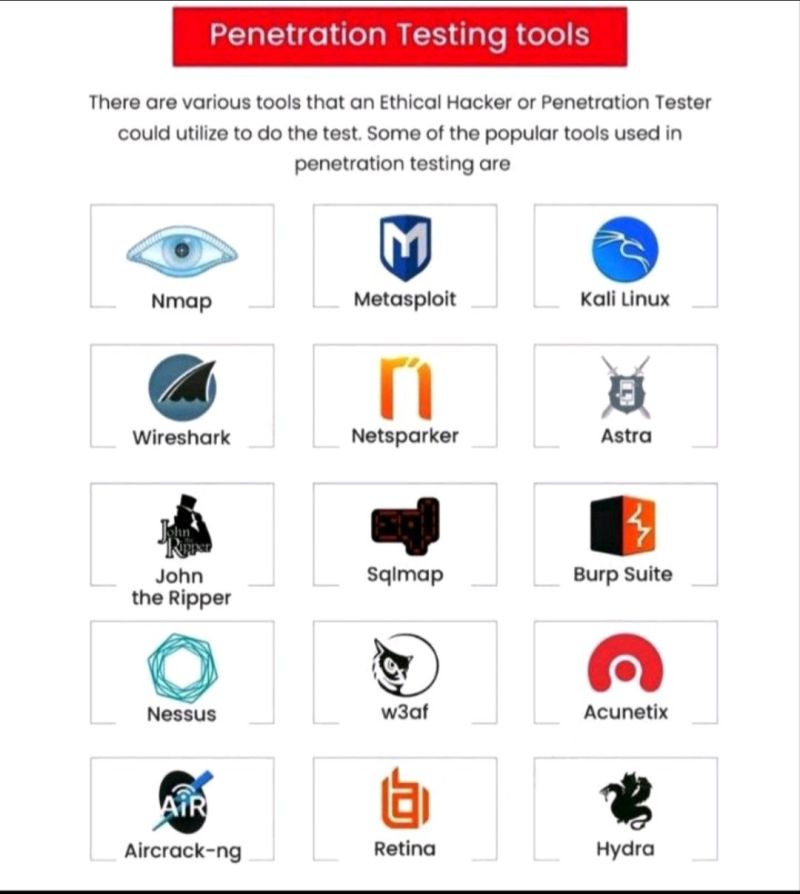 Penetration Testing tools
There are various tools that an Ethical Hacker or Penetration Tester
could utilize to do the test. Some of the popular tools used in
penetration testing are
Nmap
Metasploit
Kali Linux
Wireshark
Netsparker
Astra
John
the Ripper
John
the Ripper
sql
Sqlmap
Burp Suite
Nessus
w3af
Acunetix
AiR
Aircrack-ng
Retina
Hydra